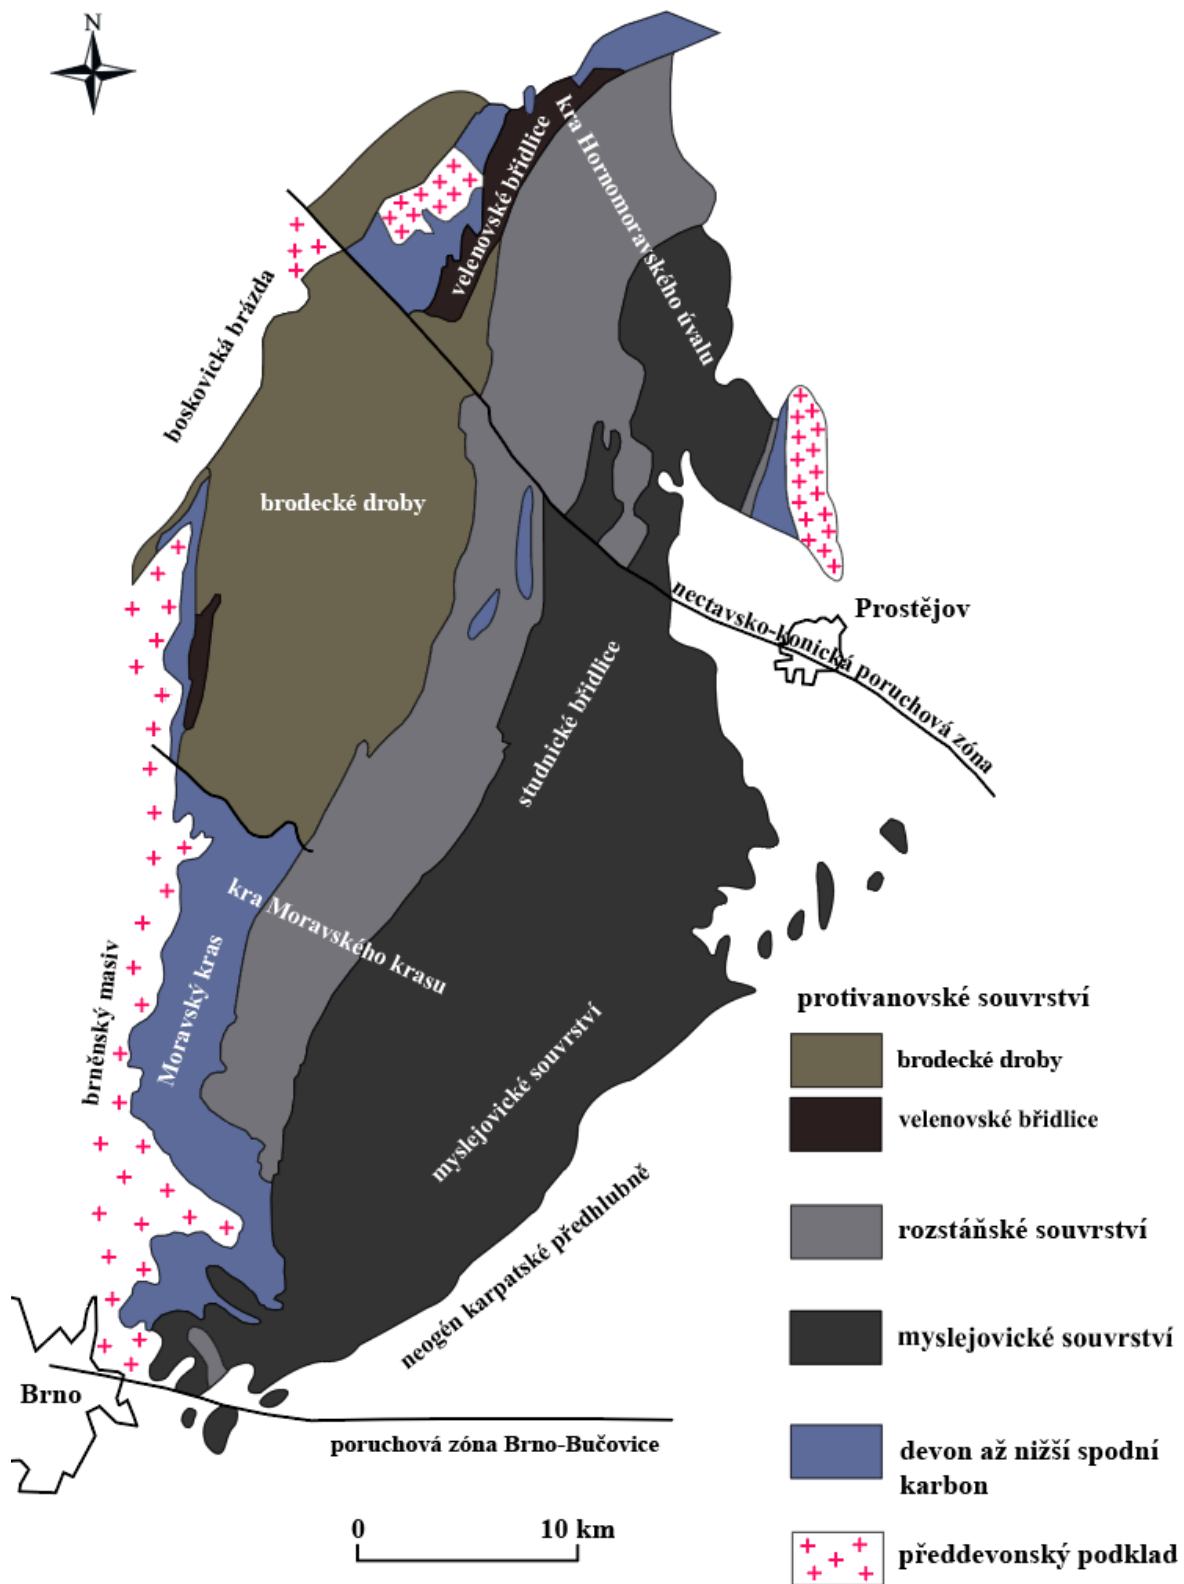 N
kra Hornomoravského úvalu
velenovské břidlice
boskovická brázda
brodecké droby
Prostějov
nectavsko-konická poruchová zóna
studnické břidlice
kra Moravského krasu
Moravský kras
brněnský masiv
myslejovické souvrství
neogén karpatské předhlubně
Brno
poruchová zóna Brno-Bučovice
0 10 km
protivanovské souvrství
brodecké droby
velenovské břidlice
rozstáňské souvrství
myslejovické souvrství
devon až nižší spodní
karbon
předdevonský podklad